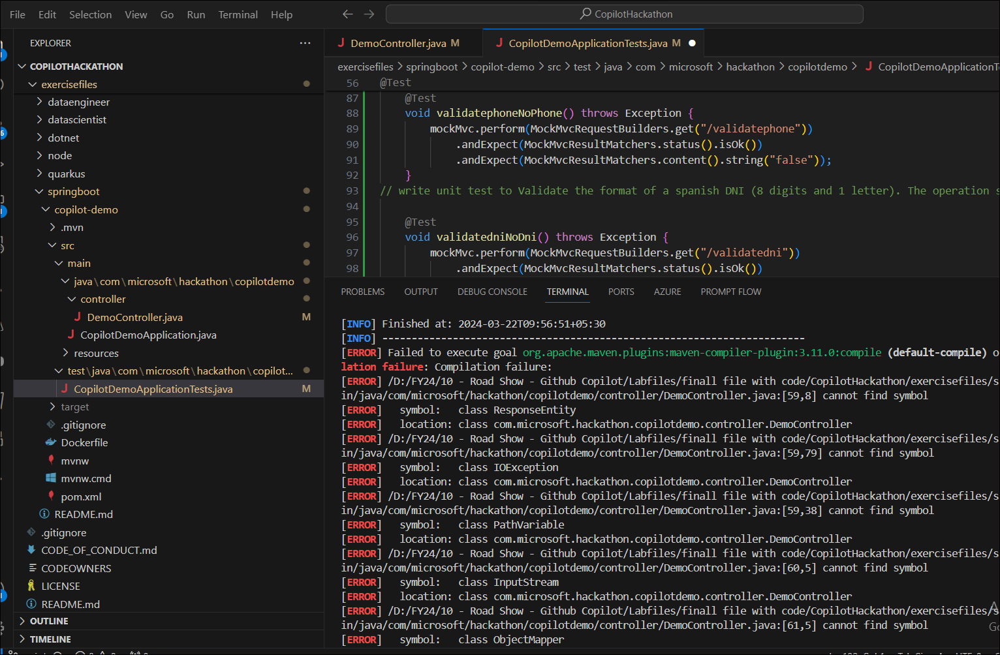 File Edit Selection View Go Run Terminal Help
CopilotHackathon
EXPLORER
COPILOTHACKATHON
exercisefiles
dataengineer
datascientist
dotnet
node
quarkus
springboot
copilot-demo
.mvn
src
main
java\com\microsoft\hackathon\copilotdemo
controller
DemoController.java M
CopilotDemoApplication.java
resources
test\java\com\microsoft\hackathon\copilot...
CopilotDemoApplicationTests.java M
target
.gitignore
Dockerfile
mvnw
mvnw.cmd
pom.xml
README.md
.gitignore
CODE_OF_CONDUCT.md
CODEOWNERS
LICENSE
README.md
OUTLINE
TIMELINE
DemoController.java M
CopilotDemoApplicationTests.java M
exercisefiles > springboot > copilot-demo > src > test > java > com > microsoft > hackathon > copilotdemo > CopilotDemoApplicationT
56 @Test
87 @Test
88 void validatephoneNoPhone() throws Exception {
89 mockMvc.perform(MockMvcRequestBuilders.get("/validatephone"))
90 .andExpect(MockMvcResultMatchers.status().isOk())
91 .andExpect(MockMvcResultMatchers.content().string("false"));
92 }
93 // write unit test to Validate the format of a spanish DNI (8 digits and 1 letter). The operation s
94
95 @Test
96 void validatedniNoDni() throws Exception {
97 mockMvc.perform(MockMvcRequestBuilders.get("/validatedni"))
98 .andExpect(MockMvcResultMatchers.status().isOk())
PROBLEMS OUTPUT DEBUG CONSOLE TERMINAL PORTS AZURE PROMPT FLOW
[INFO] Finished at: 2024-03-22T09:56:51+05:30
[INFO] ------------------------------------------------------------------------
[ERROR] Failed to execute goal org.apache.maven.plugins:maven-compiler-plugin:3.11.0:compile (default-compile) o
lation failure: Compilation failure:
[ERROR] /D:/FY24/10 - Road Show - Github Copilot/Labfiles/finall file with code/CopilotHackathon/exercisefiles/s
in/java/com/microsoft/hackathon/copilotdemo/controller/DemoController.java:[59,8] cannot find symbol
[ERROR] symbol: class ResponseEntity
[ERROR] location: class com.microsoft.hackathon.copilotdemo.controller.DemoController
[ERROR] /D:/FY24/10 - Road Show - Github Copilot/Labfiles/finall file with code/CopilotHackathon/exercisefiles/s
in/java/com/microsoft/hackathon/copilotdemo/controller/DemoController.java:[59,79] cannot find symbol
[ERROR] symbol: class IOException
[ERROR] location: class com.microsoft.hackathon.copilotdemo.controller.DemoController
[ERROR] /D:/FY24/10 - Road Show - Github Copilot/Labfiles/finall file with code/CopilotHackathon/exercisefiles/s
in/java/com/microsoft/hackathon/copilotdemo/controller/DemoController.java:[59,38] cannot find symbol
[ERROR] symbol: class PathVariable
[ERROR] location: class com.microsoft.hackathon.copilotdemo.controller.DemoController
[ERROR] /D:/FY24/10 - Road Show - Github Copilot/Labfiles/finall file with code/CopilotHackathon/exercisefiles/s
in/java/com/microsoft/hackathon/copilotdemo/controller/DemoController.java:[60,5] cannot find symbol
[ERROR] symbol: class InputStream
[ERROR] location: class com.microsoft.hackathon.copilotdemo.controller.DemoController
[ERROR] /D:/FY24/10 - Road Show - Github Copilot/Labfiles/finall file with code/CopilotHackathon/exercisefiles/s
in/java/com/microsoft/hackathon/copilotdemo/controller/DemoController.java:[61,5] cannot find symbol
[ERROR] symbol: class ObjectMapper